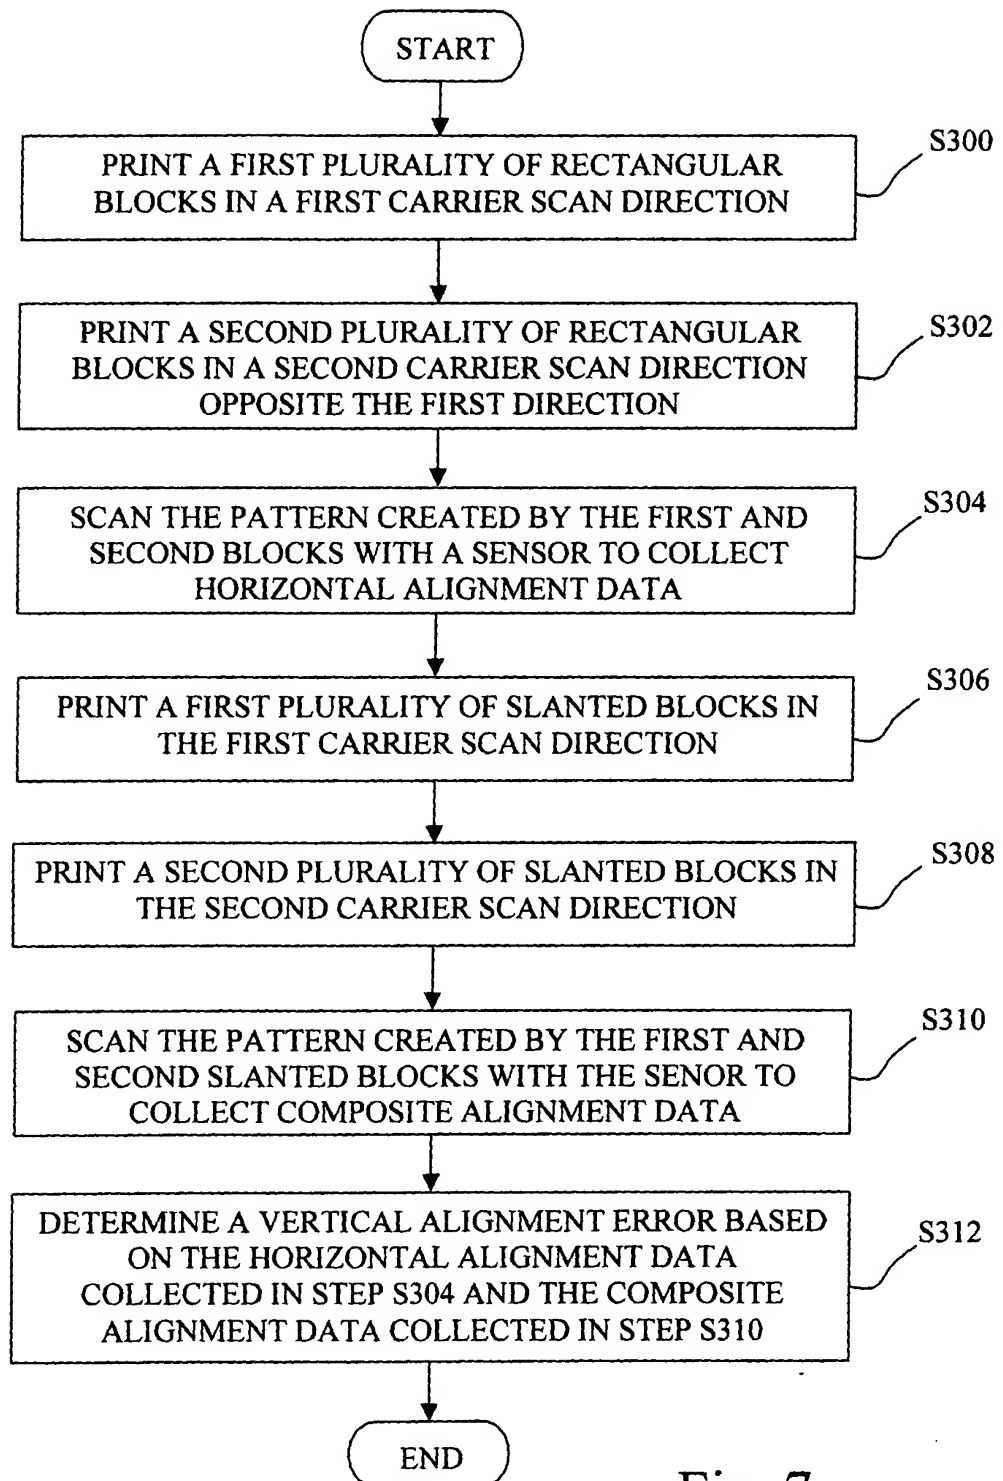 START
PRINT A FIRST PLURALITY OF RECTANGULAR
BLOCKS IN A FIRST CARRIER SCAN DIRECTION
S300
PRINT A SECOND PLURALITY OF RECTANGULAR
BLOCKS IN A SECOND CARRIER SCAN DIRECTION
OPPOSITE THE FIRST DIRECTION
S302
SCAN THE PATTERN CREATED BY THE FIRST AND
SECOND BLOCKS WITH A SENSOR TO COLLECT
HORIZONTAL ALIGNMENT DATA
S304
PRINT A FIRST PLURALITY OF SLANTED BLOCKS IN
THE FIRST CARRIER SCAN DIRECTION
S306
PRINT A SECOND PLURALITY OF SLANTED BLOCKS IN
THE SECOND CARRIER SCAN DIRECTION
S308
SCAN THE PATTERN CREATED BY THE FIRST AND
SECOND SLANTED BLOCKS WITH THE SENOR TO
COLLECT COMPOSITE ALIGNMENT DATA
S310
DETERMINE A VERTICAL ALIGNMENT ERROR BASED
ON THE HORIZONTAL ALIGNMENT DATA
COLLECTED IN STEP S304 AND THE COMPOSITE
ALIGNMENT DATA COLLECTED IN STEP S310
S312
END
Fig. 7